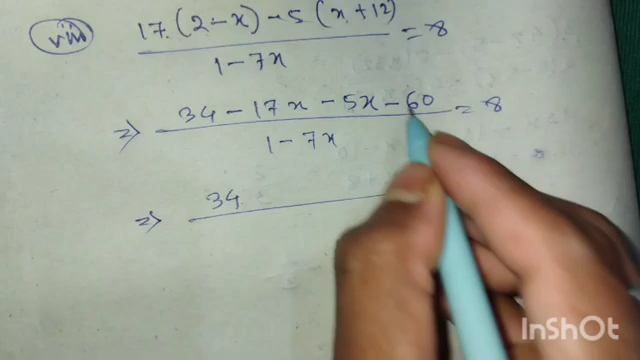 viii) 17.(2-x)-5(x+12) / 1-7x = 8
⇒ 34-17x-5x-60 / 1-7x = 8
⇒ 34
InShOt